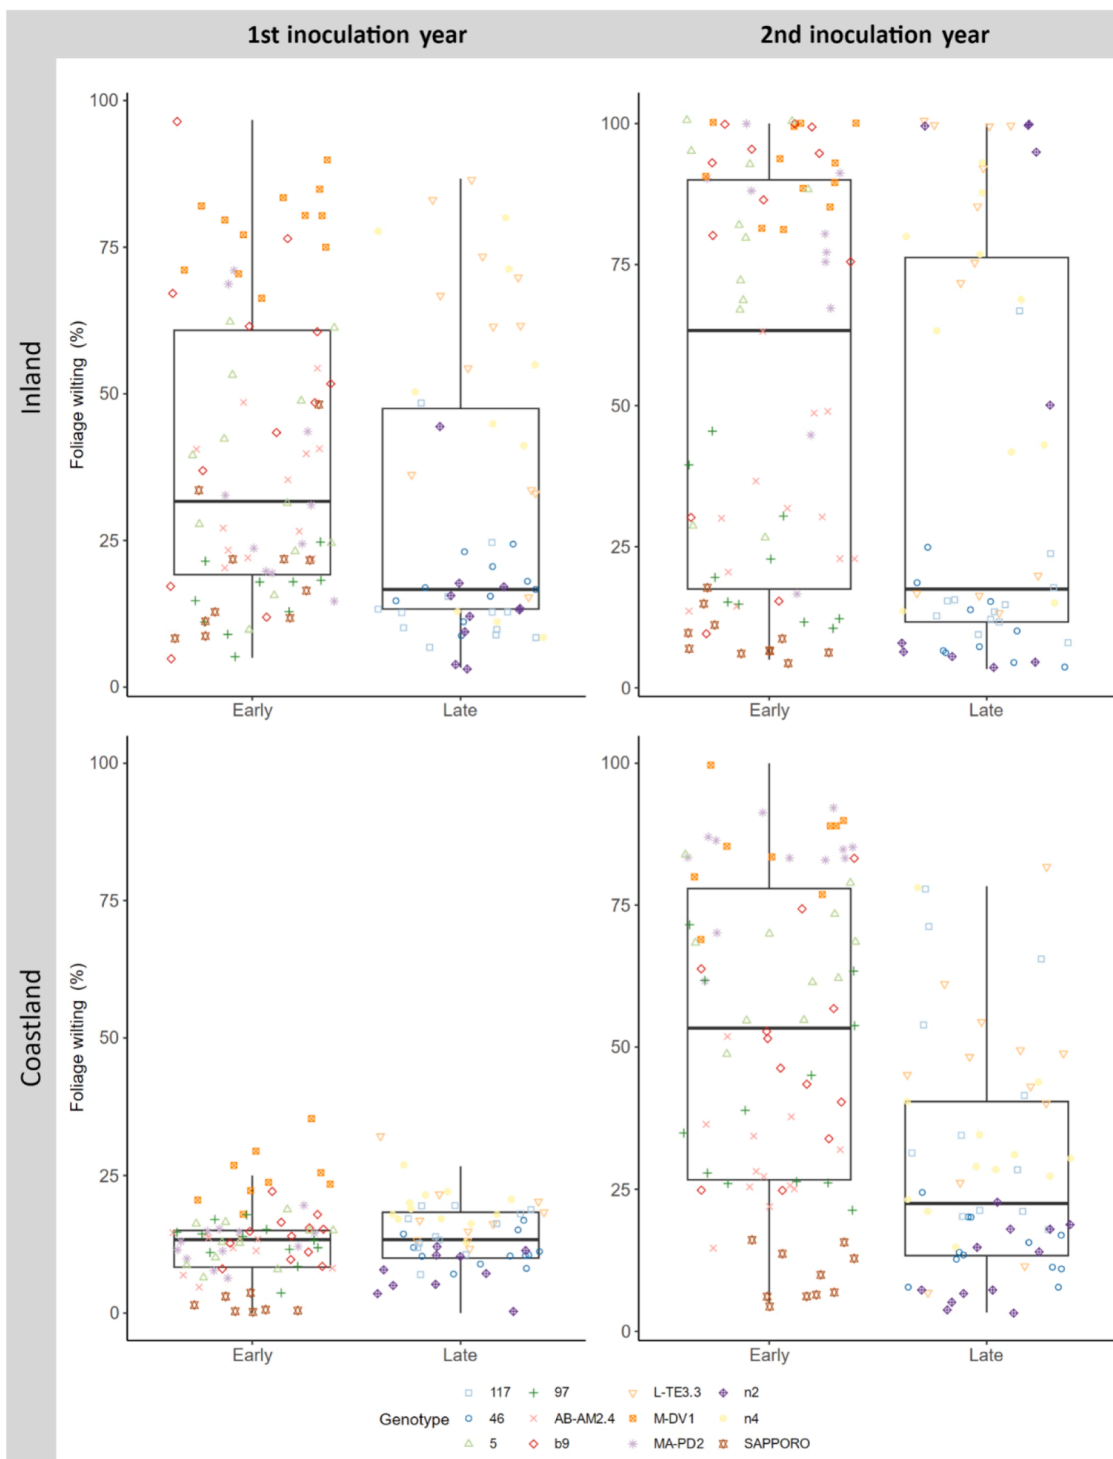 1st inoculation year
2nd inoculation year
Inland
Foliage wilting (%)
100
75
50
25
0
Early
Late
100
75
50
25
0
Early
Late
Coastland
Foliage wilting (%)
100
75
50
25
0
Early
Late
100
75
50
25
0
Early
Late
Genotype
117
97
L-TE3.3
n2
46
AB-AM2.4
M-DV1
n4
5
b9
MA-PD2
SAPPORO